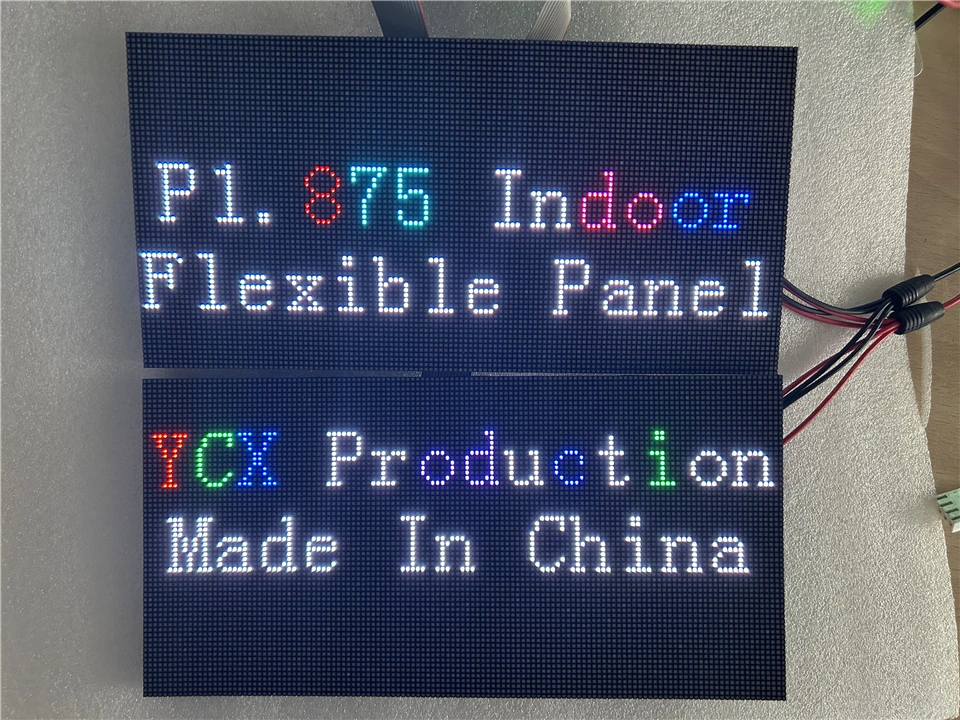 P1.875 Indoor
Flexible Panel
YCX Production
Made In China